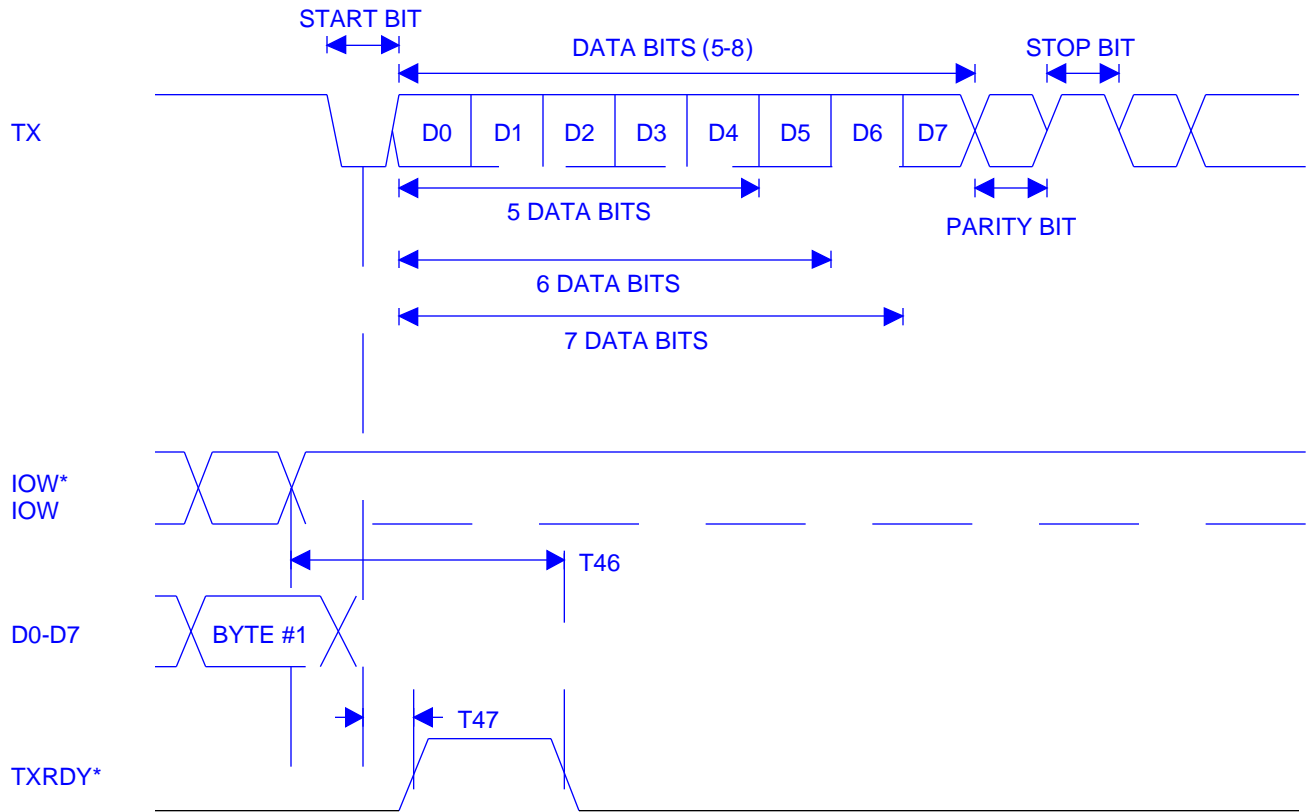 START BIT
DATA BITS (5-8)
STOP BIT
TX
D0 D1 D2 D3 D4 D5 D6 D7
5 DATA BITS
PARITY BIT
6 DATA BITS
7 DATA BITS
IOW*
IOW
T46
D0-D7
BYTE #1
T47
TXRDY*